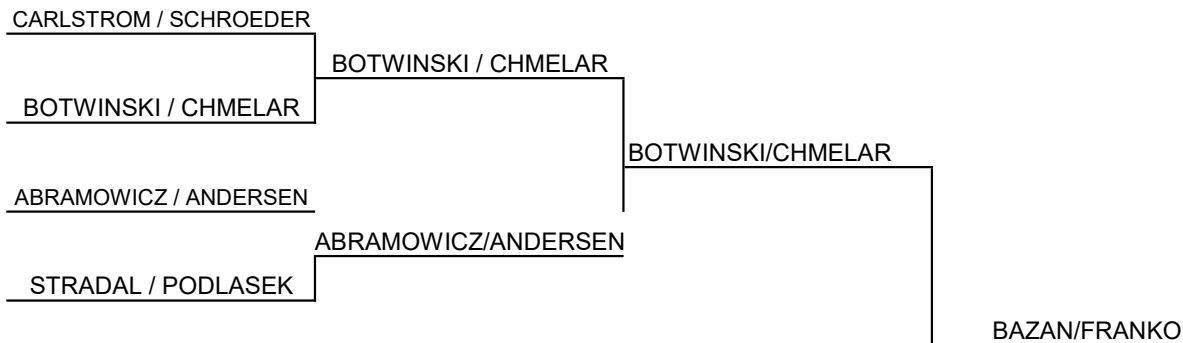 CARLSTROM / SCHROEDER
BOTWINSKI / CHMELAR
BOTWINSKI / CHMELAR
BOTWINSKI/CHMELAR
ABRAMOWICZ / ANDERSEN
ABRAMOWICZ/ANDERSEN
STRADAL / PODLASEK
BAZAN/FRANKO